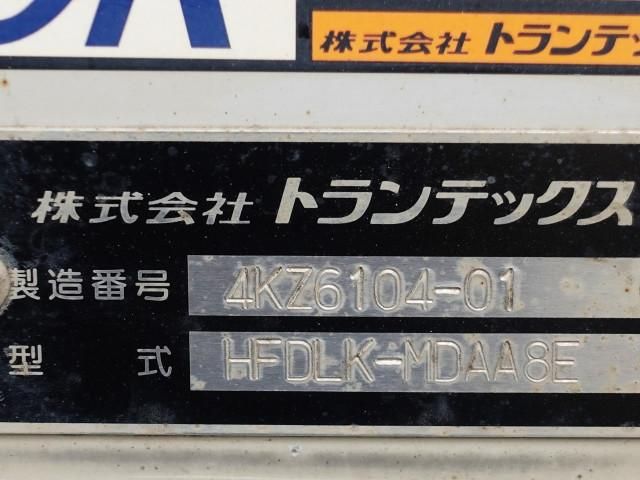 株式会社 トランテッ
株式会社 トランテックス
製造番号 4KZ6104-01
型 式 HFDLK-MDAA8E